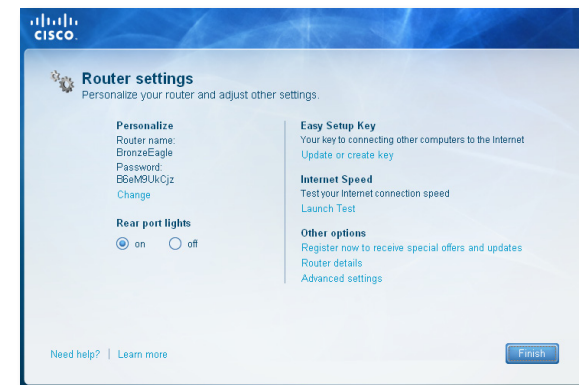 CISCO.
Router settings
Personalize your router and adjust other settings.
Personalize
Router name:
BronzeEagle
Password:
B6eM9UkCjz
Change
Rear port lights
on off
Easy Setup Key
Your key to connecting other computers to the Internet
Update or create key
Internet Speed
Test your Internet connection speed
Launch Test
Other options
Register now to receive special offers and updates
Router details
Advanced settings
Need help? | Learn more
Finish